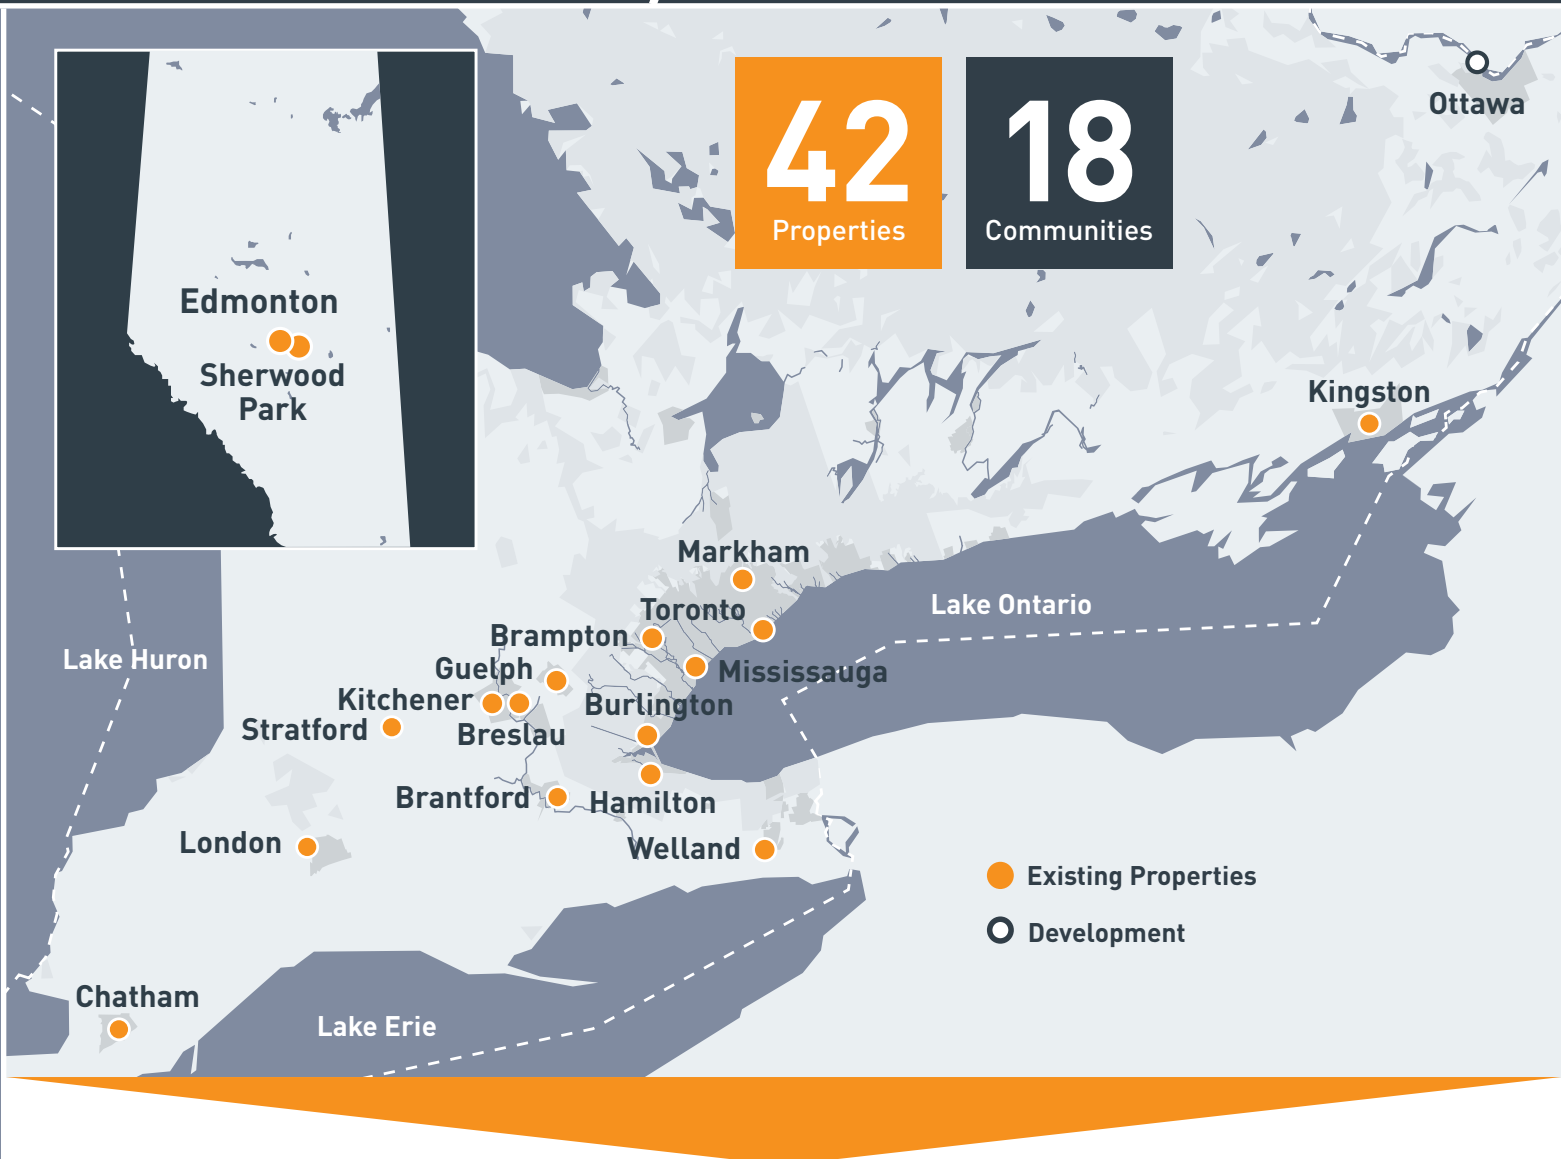 42
Properties
18
Communities
Ottawa
Edmonton
Sherwood
Park
Kingston
Markham
Toronto
Brampton
Lake Ontario
Lake Huron
Guelph
Mississauga
Kitchener
Burlington
Stratford
Breslau
Brantford
Hamilton
London
Welland
Existing Properties
Development
Chatham
Lake Erie